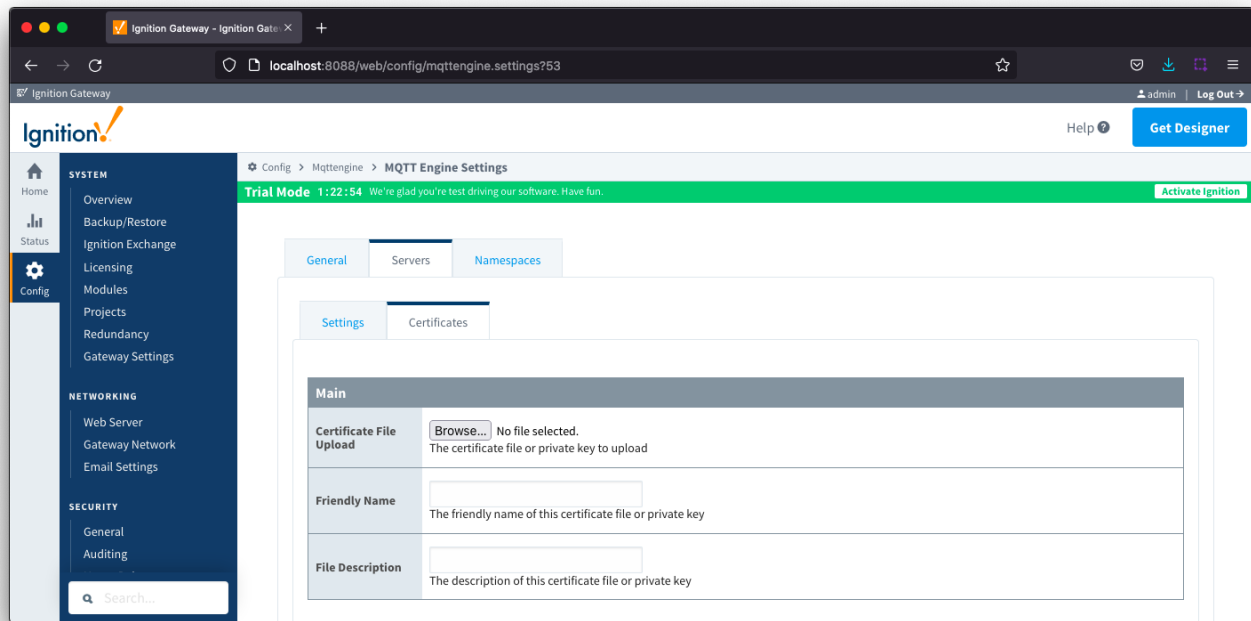 Ignition Gateway - Ignition Gate
localhost:8088/web/config/mqttengine.settings?53
Ignition Gateway
admin | Log Out
Ignition!
Help
Get Designer
Home
Status
Config
SYSTEM
Overview
Backup/Restore
Ignition Exchange
Licensing
Modules
Projects
Redundancy
Gateway Settings
NETWORKING
Web Server
Gateway Network
Email Settings
SECURITY
General
Auditing
Search...
Config > Mqttengine > MQTT Engine Settings
Trial Mode 1:22:54 We're glad you're test driving our software. Have fun.
Activate Ignition
General Servers Namespaces
Settings Certificates
Main
Certificate File
Upload
Browse... No file selected.
The certificate file or private key to upload
Friendly Name
The friendly name of this certificate file or private key
File Description
The description of this certificate file or private key